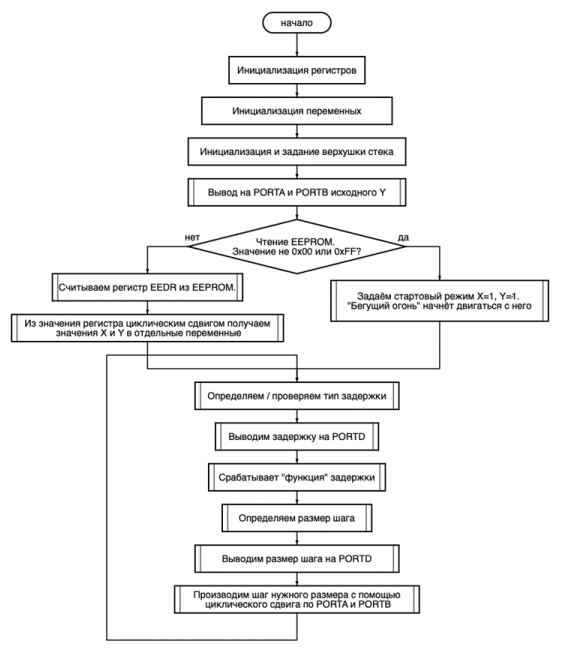 начало
Инициализация регистров
Инициализация переменных
Инициализация и задание верхушки стека
Вывод на PORTA и PORTB исходного Y
нет
Чтение EEPROM.
Значение не 0x00 или 0xFF?
да
Считываем регистр EEDR из EEPROM.
Задаём стартовый режим X=1, Y=1.
"Бегущий огонь" начнёт двигаться с него
Из значения регистра циклическим сдвигом получаем
значения X и Y в отдельные переменные
Определяем / проверяем тип задержки
Выводим задержку на PORTD
Срабатывает "функция" задержки
Определяем размер шага
Выводим размер шага на PORTD
Производим шаг нужного размера с помощью
циклического сдвига по PORTA и PORTB